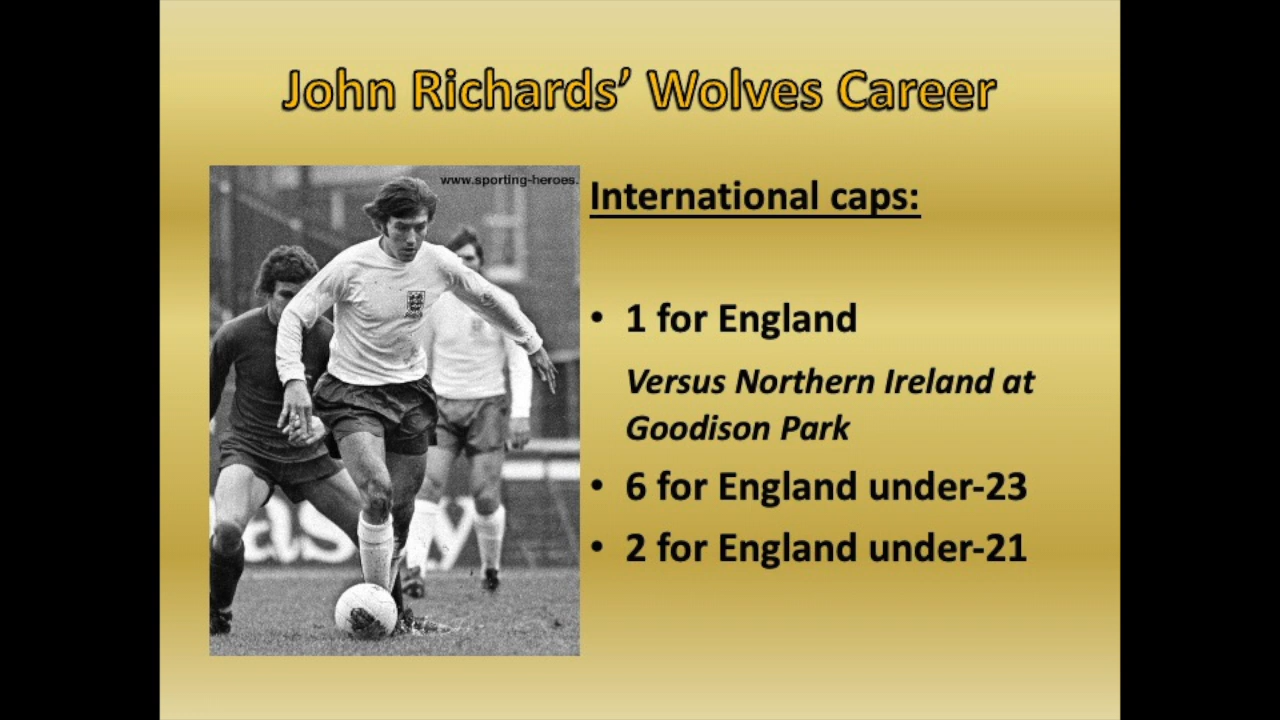 John Richards’ Wolves Career
www.sporting-heroes.
International caps:
• 1 for England
Versus Northern Ireland at
Goodison Park
• 6 for England under-23
• 2 for England under-21